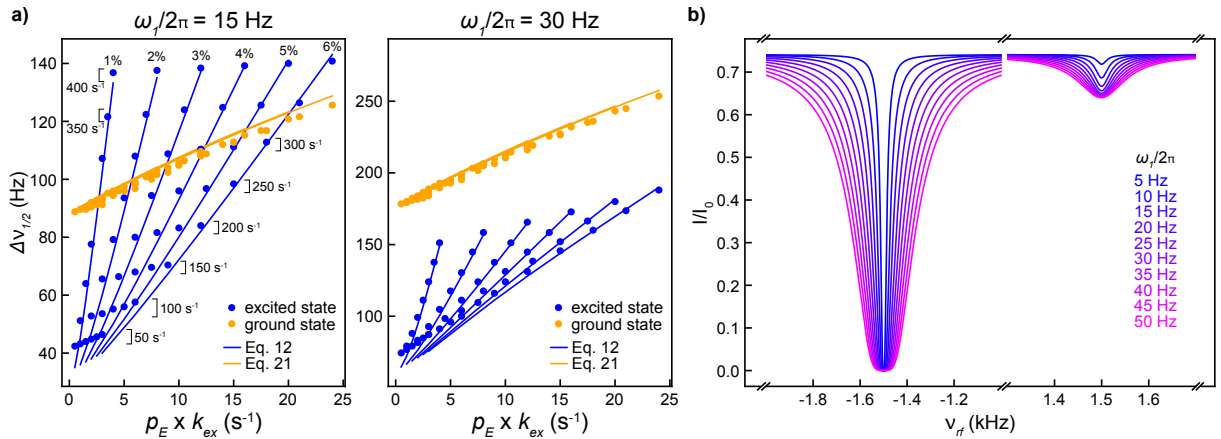 a)
ω₁/2π = 15 Hz
ω₁/2π = 30 Hz
b)
Δν₁/₂ (Hz)
140
120
100
80
60
40
0
5
10
15
20
25
p_E x k_ex (s⁻¹)
1%
2%
3%
4%
5%
6%
400 s⁻¹
350 s⁻¹
300 s⁻¹
250 s⁻¹
200 s⁻¹
150 s⁻¹
100 s⁻¹
50 s⁻¹
excited state
ground state
Eq. 12
Eq. 21
250
200
150
100
0
5
10
15
20
25
p_E x k_ex (s⁻¹)
excited state
ground state
Eq. 12
Eq. 21
I/I₀
0.7
0.6
0.5
0.4
0.3
0.2
0.1
0.0
-1.8
-1.6
-1.4
-1.2
1.4
1.5
1.6
ν_rf (kHz)
ω₁/2π
5 Hz
10 Hz
15 Hz
20 Hz
25 Hz
30 Hz
35 Hz
40 Hz
45 Hz
50 Hz